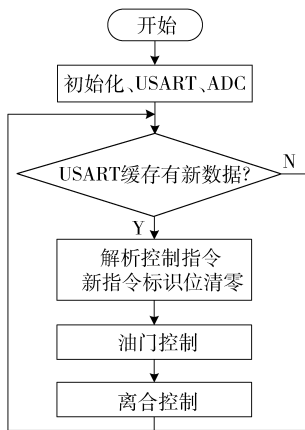 开始
初始化、USART、ADC
USART缓存有新数据?
N
Y
解析控制指令
新指令标识位清零
油门控制
离合控制